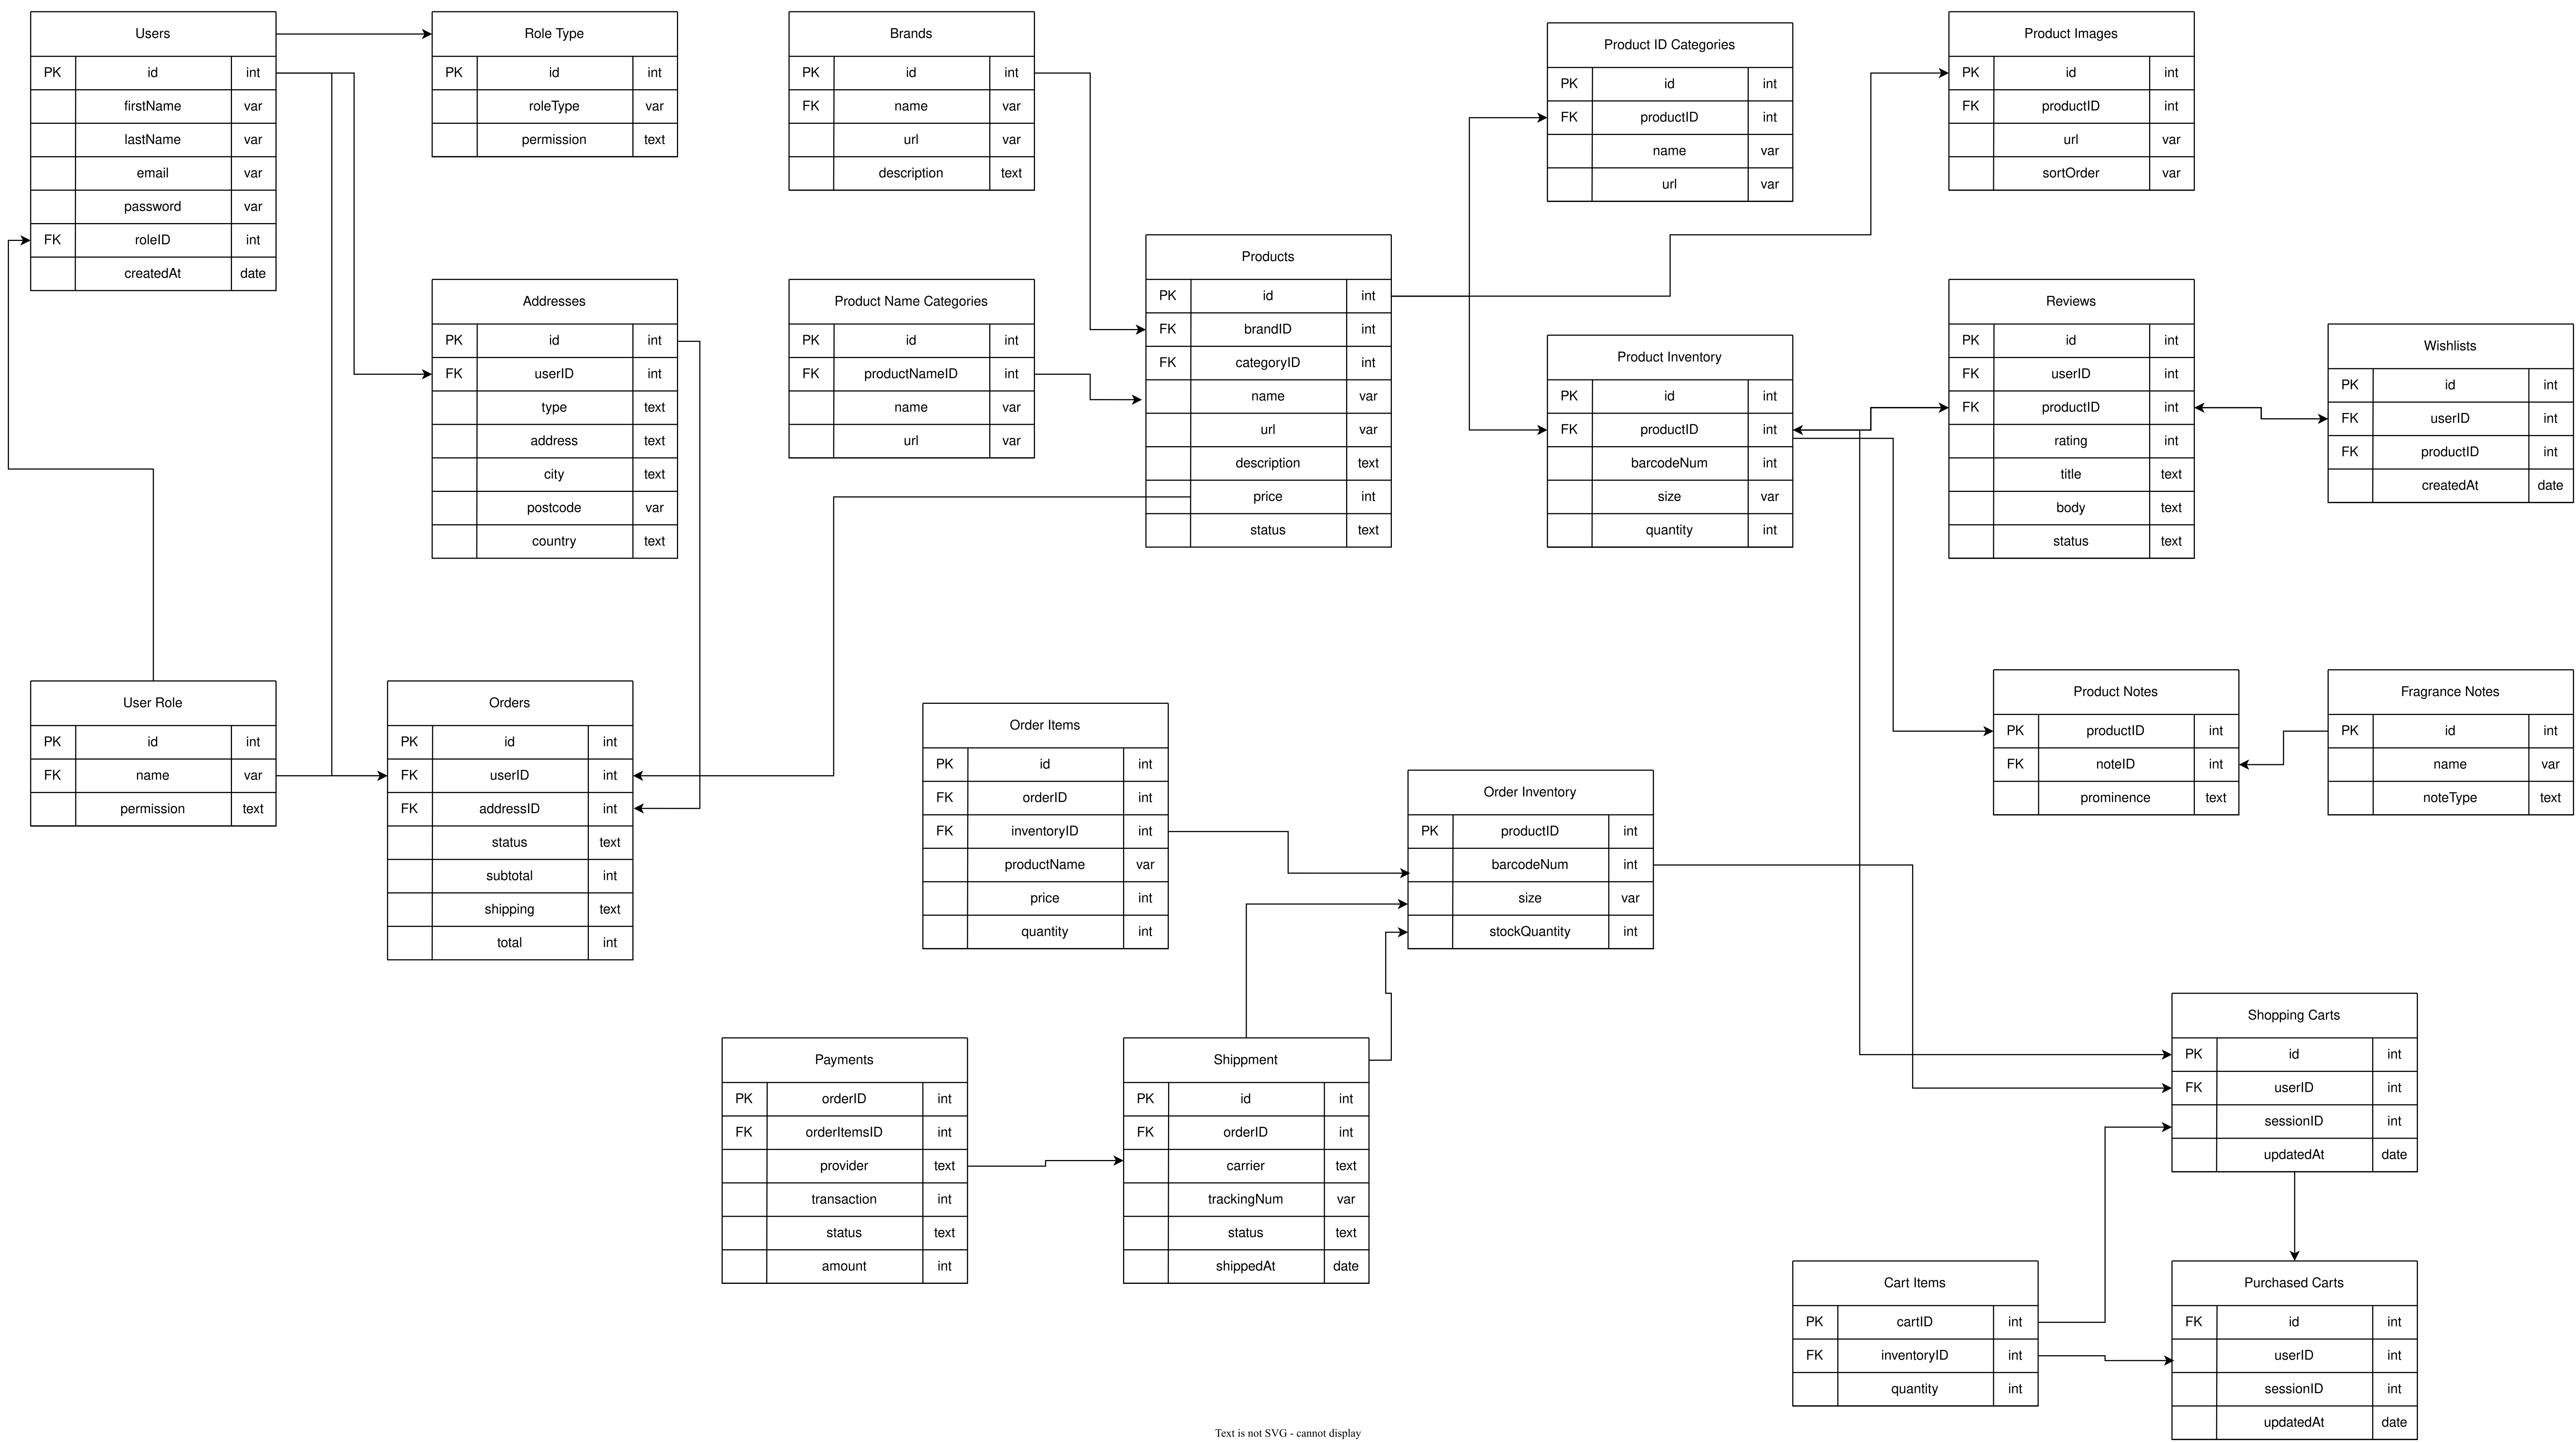 Users
PK id int
firstName var
lastName var
email var
password var
FK roleID int
createdAt date
Role Type
PK id int
roleType var
permission text
Brands
PK id int
FK name var
url var
description text
Product ID Categories
PK id int
FK productID int
name var
url var
Product Images
PK id int
FK productID int
url var
sortOrder var
Addresses
PK id int
FK userID int
type text
address text
city text
postcode var
country text
Product Name Categories
PK id int
FK productNameID int
name var
url var
Products
PK id int
FK brandID int
FK categoryID int
name var
url var
description text
price int
status text
Product Inventory
PK id int
FK productID int
barcodeNum int
size var
quantity int
Reviews
PK id int
FK userID int
FK productID int
rating int
title text
body text
status text
Wishlists
PK id int
FK userID int
FK productID int
createdAt date
User Role
PK id int
FK name var
permission text
Orders
PK id int
FK userID int
FK addressID int
status text
subtotal int
shipping text
total int
Order Items
PK id int
FK orderID int
FK inventoryID int
productName var
price int
quantity int
Order Inventory
PK productID int
barcodeNum int
size var
stockQuantity int
Product Notes
PK productID int
FK noteID int
prominence text
Fragrance Notes
PK id int
name var
noteType text
Payments
PK orderID int
FK orderItemsID int
provider text
transaction int
status text
amount int
Shippment
PK id int
FK orderID int
carrier text
trackingNum var
status text
shippedAt date
Shopping Carts
PK id int
FK userID int
sessionID int
updatedAt date
Cart Items
PK cartID int
FK inventoryID int
quantity int
Purchased Carts
FK id int
userID int
sessionID int
updatedAt date
Text is not SVG - cannot display